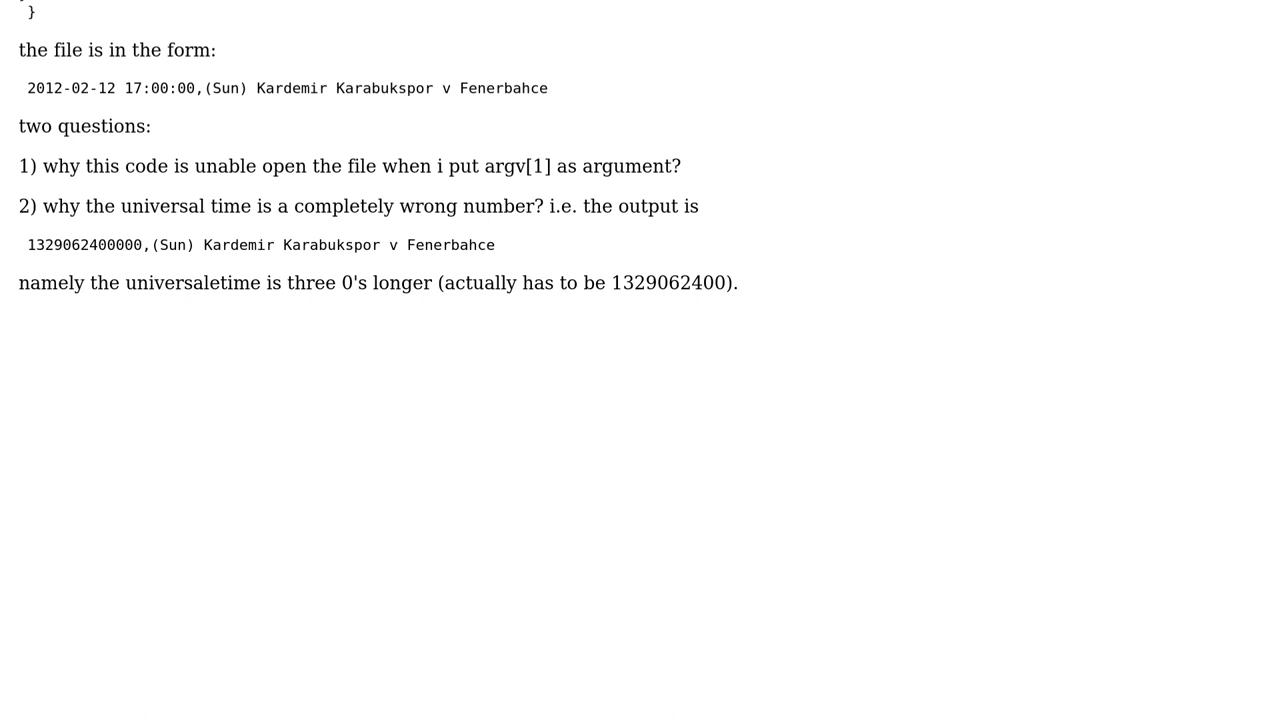 }
the file is in the form:
2012-02-12 17:00:00,(Sun) Kardemir Karabukspor v Fenerbahce
two questions:
1) why this code is unable open the file when i put argv[1] as argument?
2) why the universal time is a completely wrong number? i.e. the output is
1329062400000,(Sun) Kardemir Karabukspor v Fenerbahce
namely the universaletime is three 0's longer (actually has to be 1329062400).